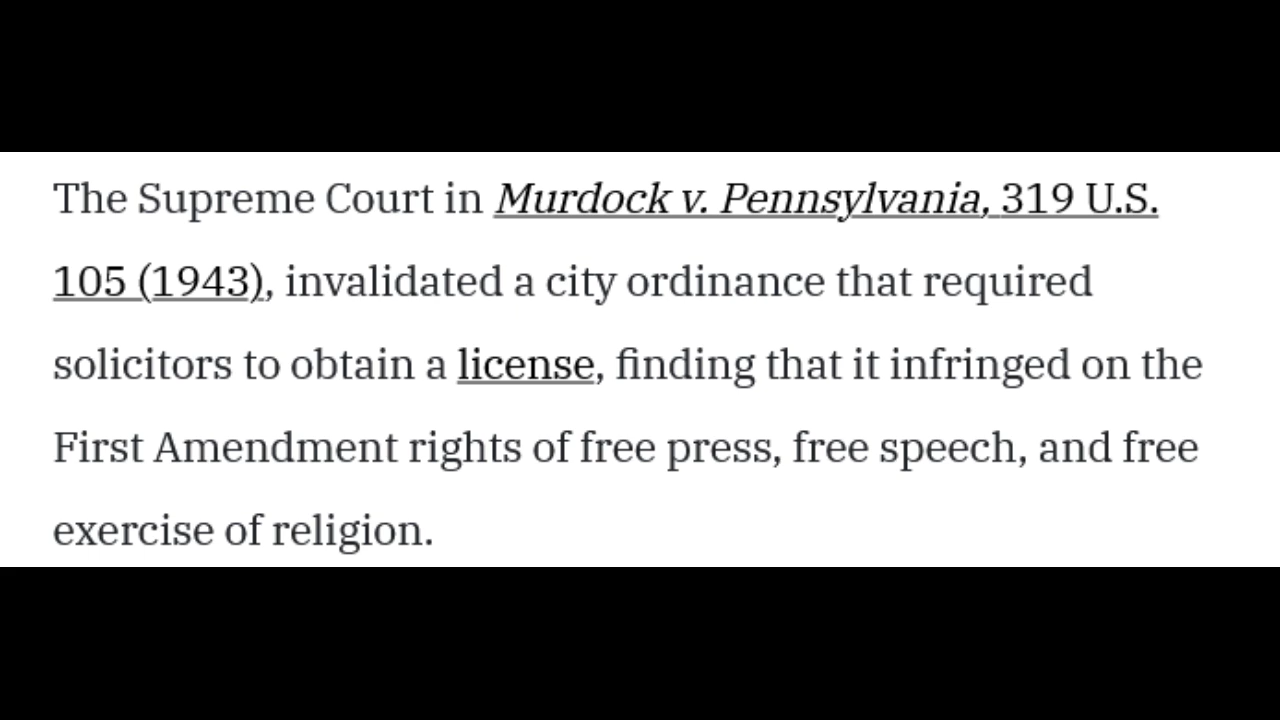 The Supreme Court in Murdock v. Pennsylvania, 319 U.S.
105 (1943), invalidated a city ordinance that required
solicitors to obtain a license, finding that it infringed on the
First Amendment rights of free press, free speech, and free
exercise of religion.